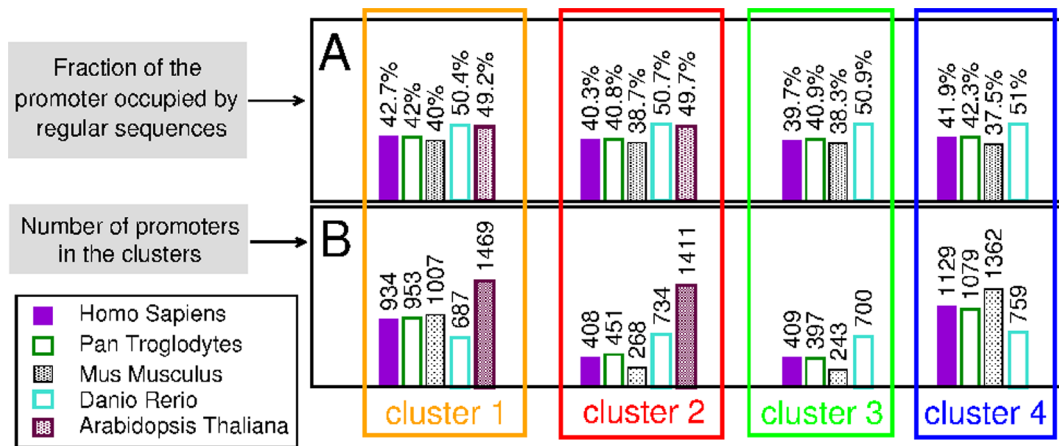 Fraction of the
promoter occupied by
regular sequences
A
42.7%
42%
40%
50.4%
49.2%
40.3%
40.8%
38.7%
50.7%
49.7%
39.7%
40.9%
38.3%
50.9%
41.9%
42.3%
37.5%
51%
Number of promoters
in the clusters
B
934
953
1007
687
1469
408
451
268
734
1411
409
397
243
700
1129
1079
1362
759
Homo Sapiens
Pan Troglodytes
Mus Musculus
Danio Rerio
Arabidopsis Thaliana
cluster 1
cluster 2
cluster 3
cluster 4